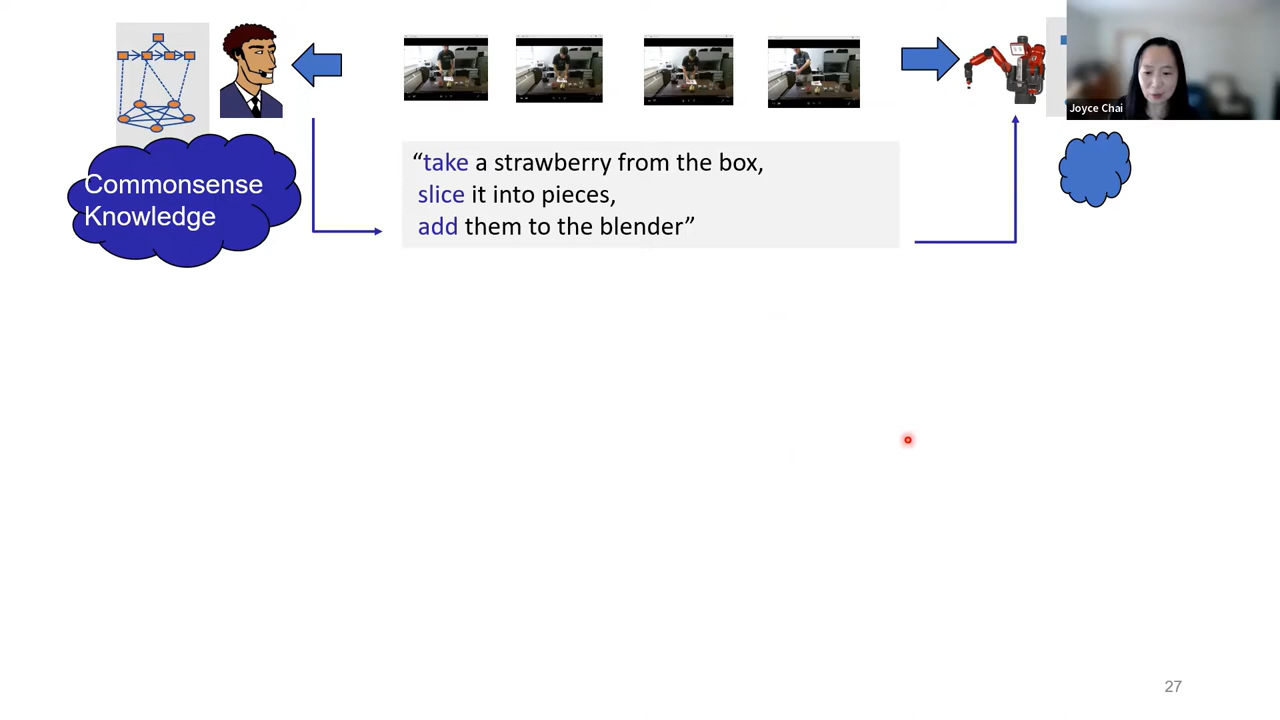 Joyce Chai
Commonsense
Knowledge
“take a strawberry from the box,
slice it into pieces,
add them to the blender”
27